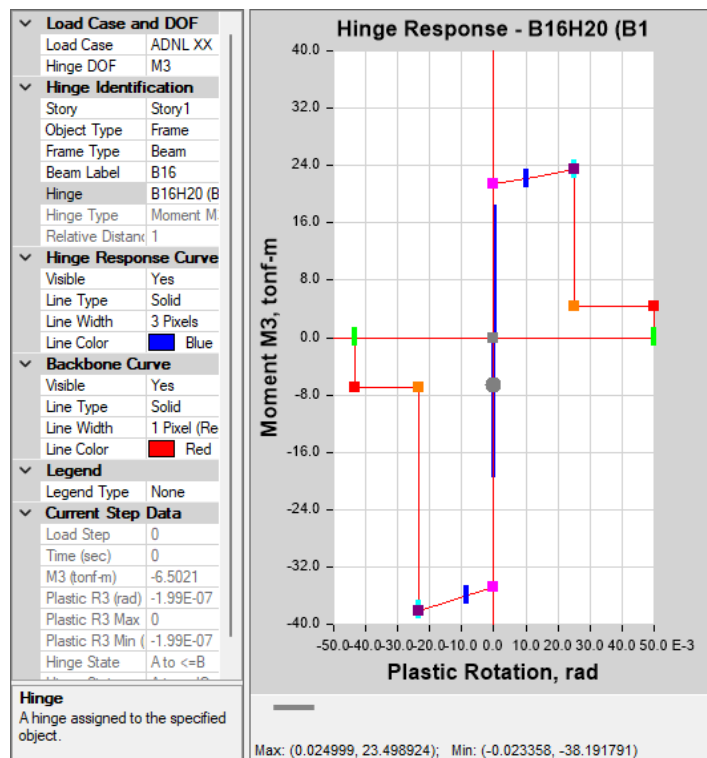 Load Case and DOF
Load Case ADNL XX
Hinge DOF M3
Hinge Identification
Story Story1
Object Type Frame
Frame Type Beam
Beam Label B16
Hinge B16H20 (B
Hinge Type Moment M
Relative Distanc 1
Hinge Response Curve
Visible Yes
Line Type Solid
Line Width 3 Pixels
Line Color Blue
Backbone Curve
Visible Yes
Line Type Solid
Line Width 1 Pixel (Re
Line Color Red
Legend
Legend Type None
Current Step Data
Load Step 0
Time (sec) 0
M3 (tonf-m) -6.5021
Plastic R3 (rad) -1.99E-07
Plastic R3 Max 0
Plastic R3 Min ( -1.99E-07
Hinge State A to <=B
Hinge
A hinge assigned to the specified
object.
Hinge Response - B16H20 (B1
40.0
32.0
24.0
16.0
8.0
0.0
-8.0
-16.0
-24.0
-32.0
-40.0
Moment M3, tonf-m
-50.0 -40.0 -30.0 -20.0 -10.0 0.0 10.0 20.0 30.0 40.0 50.0 E-3
Plastic Rotation, rad
Max: (0.024999, 23.498924); Min: (-0.023358, -38.191791)